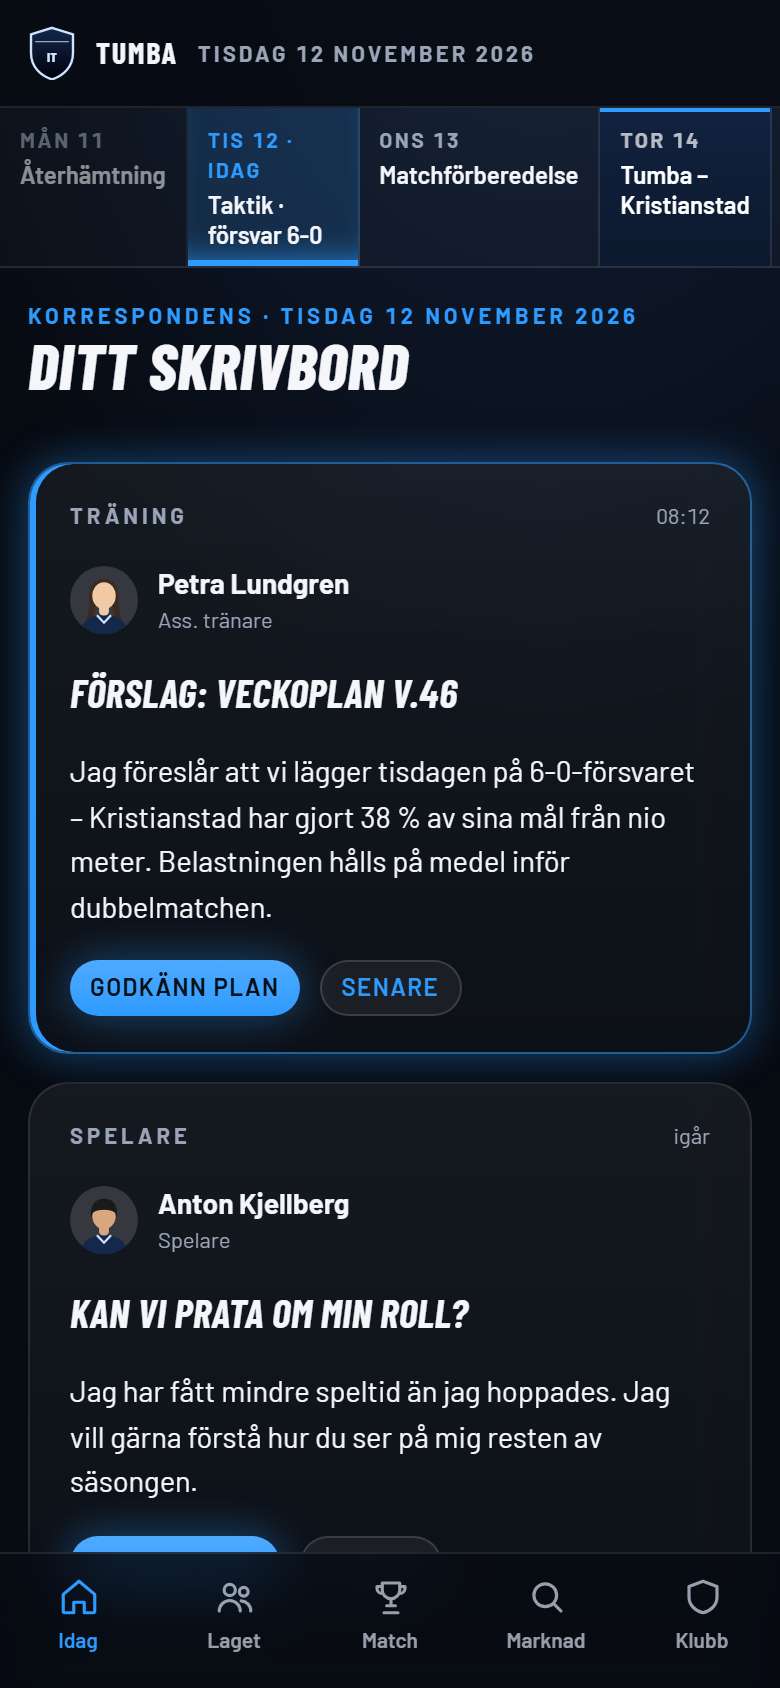 IT
TUMBA TISDAG 12 NOVEMBER 2026
MÅN 11
Återhämtning
TIS 12 ·
IDAG
Taktik ·
försvar 6-0
ONS 13
Matchförberedelse
TOR 14
Tumba –
Kristianstad
KORRESPONDENS · TISDAG 12 NOVEMBER 2026
DITT SKRIVBORD
TRÄNING 08:12
Petra Lundgren
Ass. tränare
FÖRSLAG: VECKOPLAN V.46
Jag föreslår att vi lägger tisdagen på 6-0-försvaret
– Kristianstad har gjort 38 % av sina mål från nio
meter. Belastningen hålls på medel inför
dubbelmatchen.
GODKÄNN PLAN SENARE
SPELARE igår
Anton Kjellberg
Spelare
KAN VI PRATA OM MIN ROLL?
Jag har fått mindre speltid än jag hoppades. Jag
vill gärna förstå hur du ser på mig resten av
säsongen.
Idag Laget Match Marknad Klubb